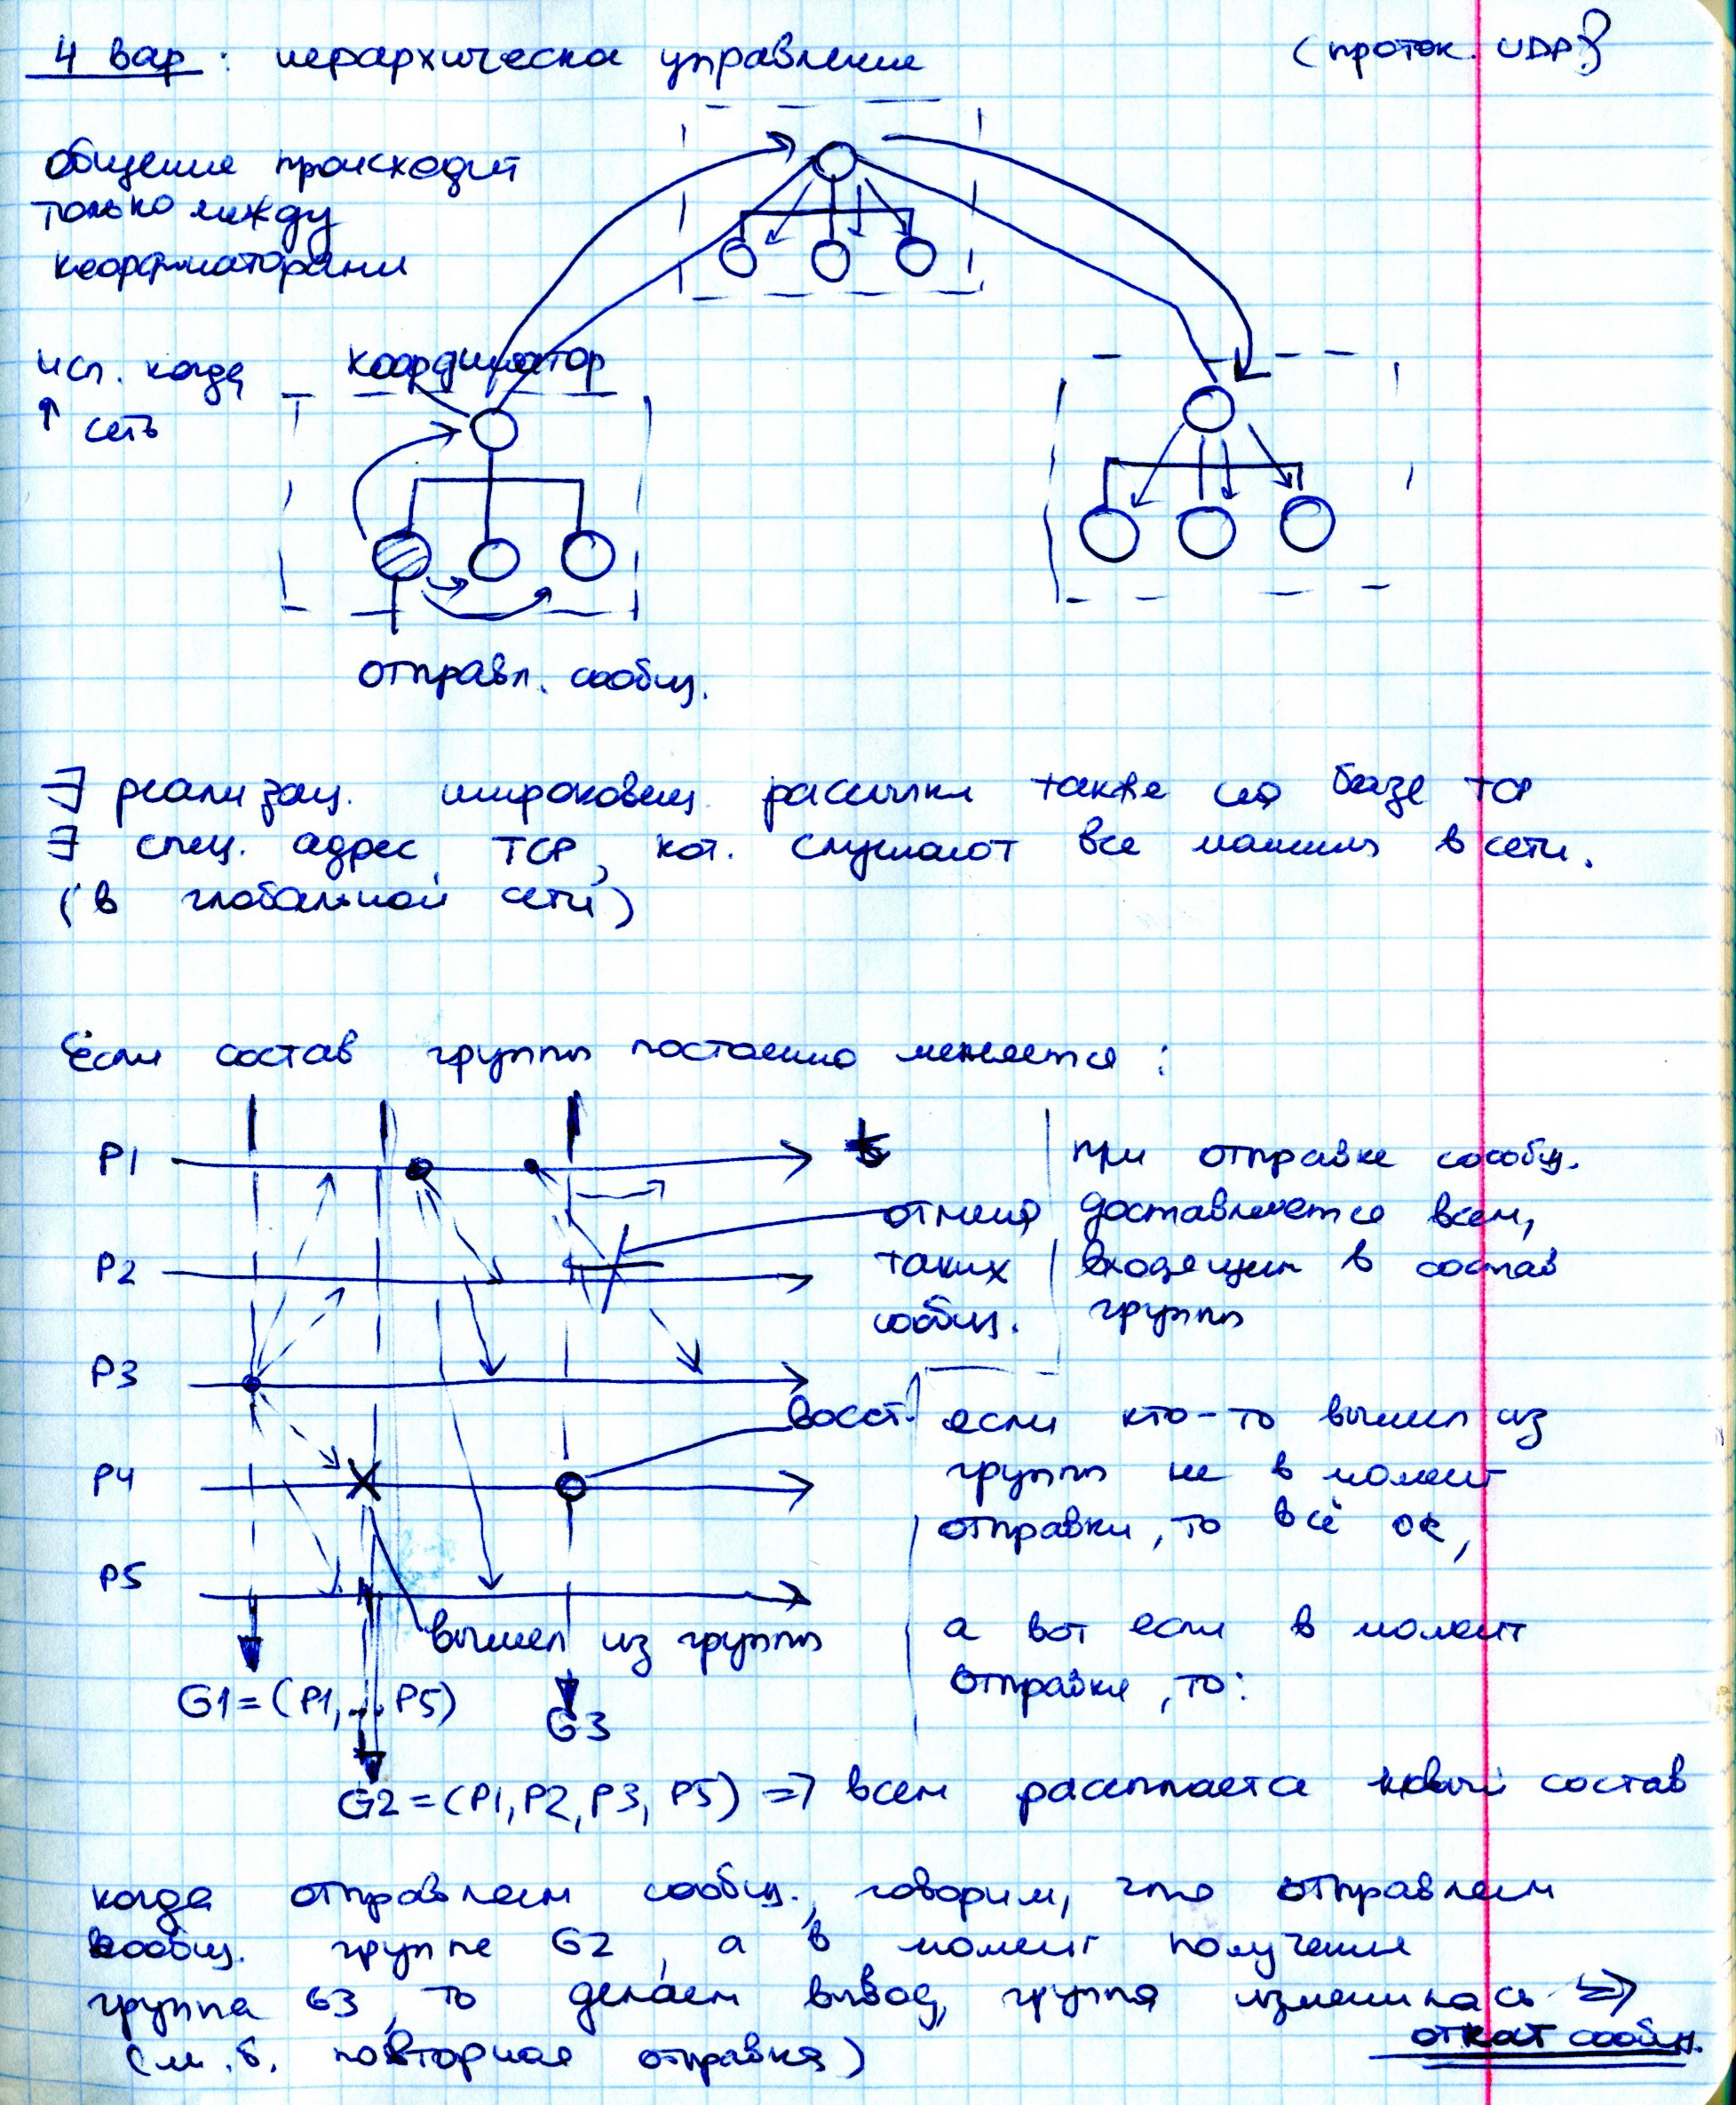 4 вар: иерархическое управление
(проток. UDP?)
общение происходит
только между
координаторами
исп. когда
↑ сеть
координатор
отправл. сообщ.
∃ реализац. широковещ. рассылки также на базе TCP
∃ спец. адрес TCP, кот. слушают все машины в сети.
(в глобальной сети)
Если состав группы постоянно меняется:
P1
t
P2
P3
P4
P5
отмена
таких
сообщ.
восст.
вышел из группы
G1=(P1,...P5)
G3
при отправке сообщ.
доставляется всем,
входящим в состав
группы
если кто-то вышел из
группы не в момент
отправки, то всё ок,
а вот если в момент
отправки, то:
G2=(P1,P2,P3,P5) => всем рассылается новый состав
когда отправляем сообщ., говорим, что отправляем
сообщ. группе G2, а в момент получения
группа G3, то делаем вывод, группа изменилась =>
откат сообщ.
(м.б. повторная отправка)